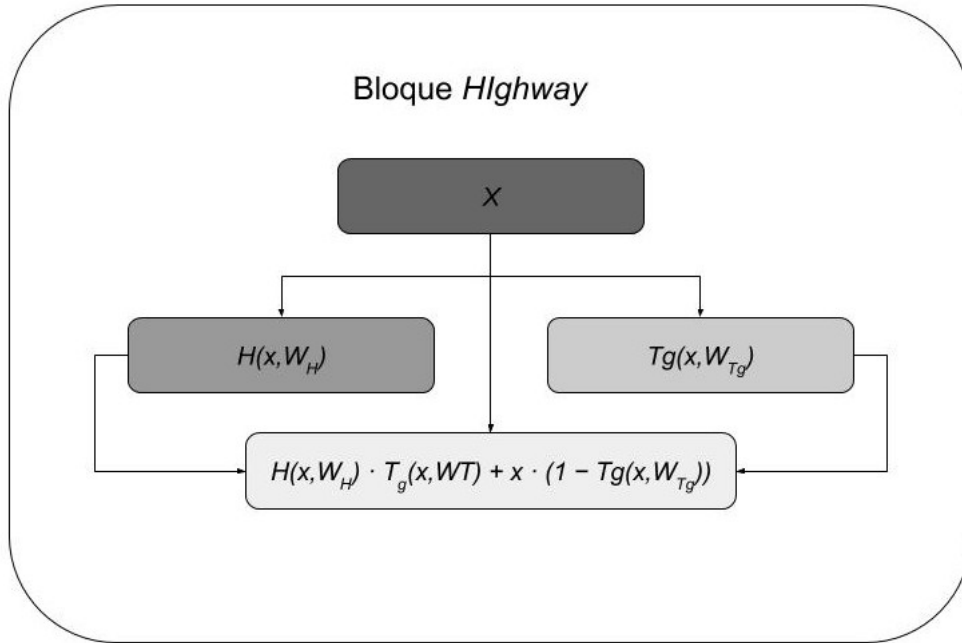 Bloque HIghway
X
H(x,W_H)
Tg(x,W_Tg)
H(x,W_H) · T_g(x,WT) + x · (1 − Tg(x,W_Tg))